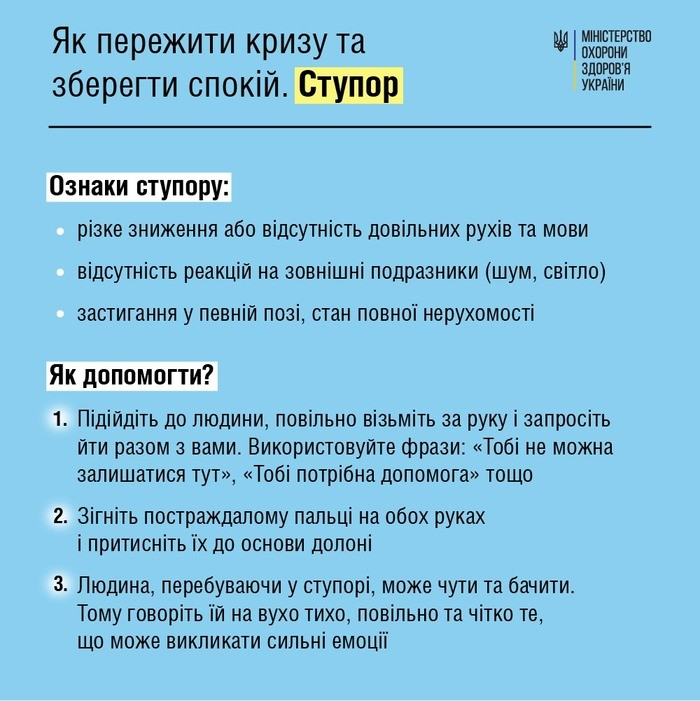 Як пережити кризу та
зберегти спокій. Ступор
МІНІСТЕРСТВО
ОХОРОНИ
ЗДОРОВ'Я
УКРАЇНИ
Ознаки ступору:
• різке зниження або відсутність довільних рухів та мови
• відсутність реакцій на зовнішні подразники (шум, світло)
• застигання у певній позі, стан повної нерухомості
Як допомогти?
1. Підійдіть до людини, повільно візьміть за руку і запросіть
йти разом з вами. Використовуйте фрази: «Тобі не можна
залишатися тут», «Тобі потрібна допомога» тощо
2. Зігніть постраждалому пальці на обох руках
і притисніть їх до основи долоні
3. Людина, перебуваючи у ступорі, може чути та бачити.
Тому говоріть їй на вухо тихо, повільно та чітко те,
що може викликати сильні емоції